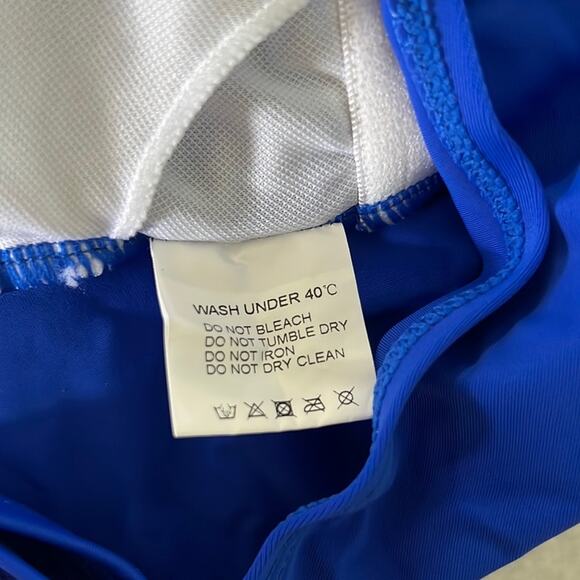 WASH UNDER 40℃
DO NOT BLEACH
DO NOT TUMBLE DRY
DO NOT IRON
DO NOT DRY CLEAN